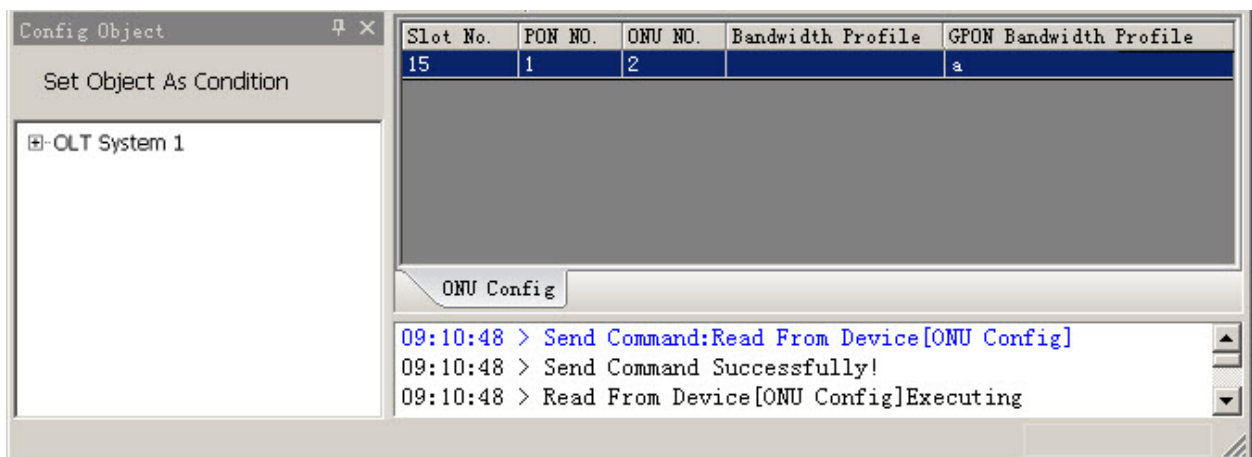 Config Object
Set Object As Condition
OLT System 1
Slot No. PON NO. ONU NO. Bandwidth Profile GPON Bandwidth Profile
15 1 2 a
ONU Config
09:10:48 > Send Command:Read From Device[ONU Config]
09:10:48 > Send Command Successfully!
09:10:48 > Read From Device[ONU Config]Executing